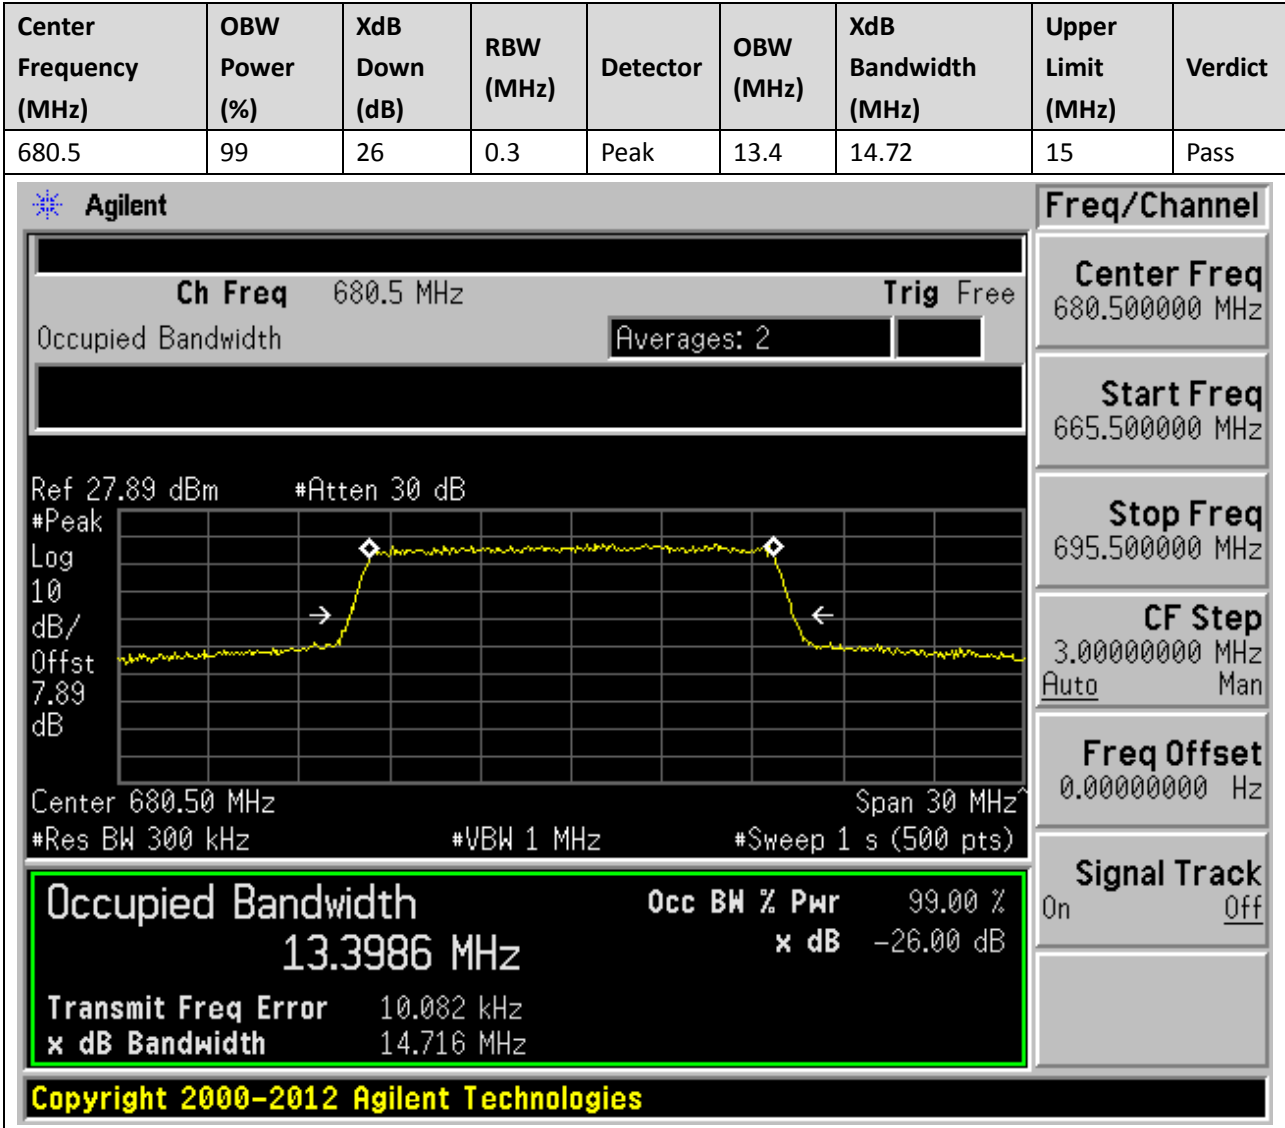 Center Frequency (MHz) OBW Power (%) XdB Down (dB) RBW (MHz) Detector OBW (MHz) XdB Bandwidth (MHz) Upper Limit (MHz) Verdict
680.5 99 26 0.3 Peak 13.4 14.72 15 Pass
Agilent
Freq/Channel
Ch Freq 680.5 MHz Trig Free
Occupied Bandwidth Averages: 2
Center Freq
680.500000 MHz
Start Freq
665.500000 MHz
Stop Freq
695.500000 MHz
CF Step
3.00000000 MHz
Auto Man
Freq Offset
0.00000000 Hz
Signal Track
On Off
Ref 27.89 dBm #Atten 30 dB
#Peak
Log
10
dB/
Offst
7.89
dB
Center 680.50 MHz Span 30 MHz^
#Res BW 300 kHz #VBW 1 MHz #Sweep 1 s (500 pts)
Occupied Bandwidth Occ BW % Pwr 99.00 %
13.3986 MHz x dB -26.00 dB
Transmit Freq Error 10.082 kHz
x dB Bandwidth 14.716 MHz
Copyright 2000-2012 Agilent Technologies